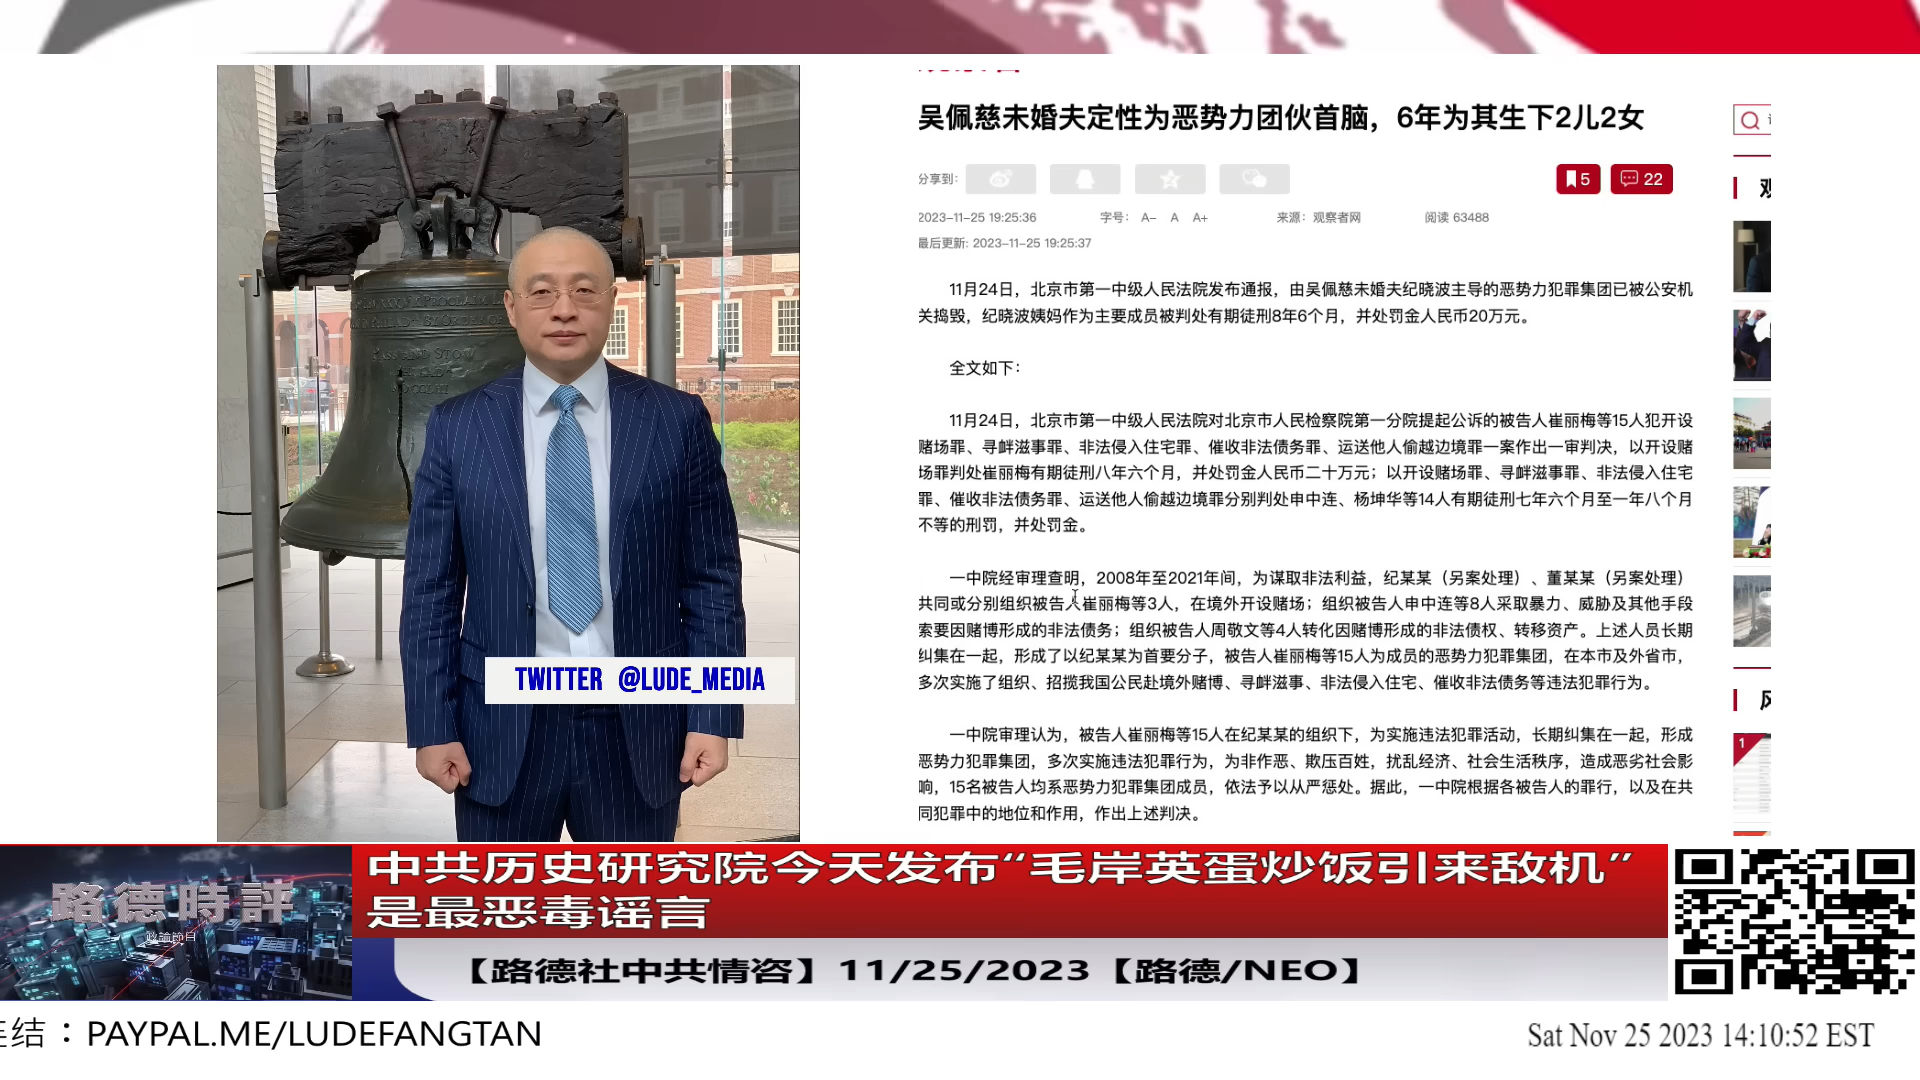 吴佩慈未婚夫定性为恶势力团伙首脑，6年为其生下2儿2女
分享到:
5
22
2023-11-25 19:25:36
字号： A- A A+
来源：观察者网
阅读 63488
最后更新: 2023-11-25 19:25:37
11月24日，北京市第一中级人民法院发布通报，由吴佩慈未婚夫纪晓波主导的恶势力犯罪集团已被公安机
关捣毁，纪晓波姨妈作为主要成员被判处有期徒刑8年6个月，并处罚金人民币20万元。
全文如下：
11月24日，北京市第一中级人民法院对北京市人民检察院第一分院提起公诉的被告人崔丽梅等15人犯开设
赌场罪、寻衅滋事罪、非法侵入住宅罪、催收非法债务罪、运送他人偷越边境罪一案作出一审判决，以开设赌
场罪判处崔丽梅有期徒刑八年六个月，并处罚金人民币二十万元；以开设赌场罪、寻衅滋事罪、非法侵入住宅
罪、催收非法债务罪、运送他人偷越边境罪分别判处申中连、杨坤华等14人有期徒刑七年六个月至一年八个月
不等的刑罚，并处罚金。
一中院经审理查明，2008年至2021年间，为谋取非法利益，纪某某（另案处理）、董某某（另案处理）
共同或分别组织被告人崔丽梅等3人，在境外开设赌场；组织被告人申中连等8人采取暴力、威胁及其他手段
索要因赌博形成的非法债务；组织被告人周敬文等4人转化因赌博形成的非法债权、转移资产。上述人员长期
纠集在一起，形成了以纪某某为首要分子，被告人崔丽梅等15人为成员的恶势力犯罪集团，在本市及外省市，
多次实施了组织、招揽我国公民赴境外赌博、寻衅滋事、非法侵入住宅、催收非法债务等违法犯罪行为。
一中院审理认为，被告人崔丽梅等15人在纪某某的组织下，为实施违法犯罪活动，长期纠集在一起，形成
恶势力犯罪集团，多次实施违法犯罪行为，为非作恶、欺压百姓，扰乱经济、社会生活秩序，造成恶劣社会影
响，15名被告人均系恶势力犯罪集团成员，依法予以从严惩处。据此，一中院根据各被告人的罪行，以及在共
同犯罪中的地位和作用，作出上述判决。
观
风
1
PASS AND STOW
TWITTER @LUDE_MEDIA
路德時評
政論節目
中共历史研究院今天发布“毛岸英蛋炒饭引来敌机”
是最恶毒谣言
【路德社中共情咨】11/25/2023【路德/NEO】
结：PAYPAL.ME/LUDEFANGTAN
Sat Nov 25 2023 14:10:52 EST